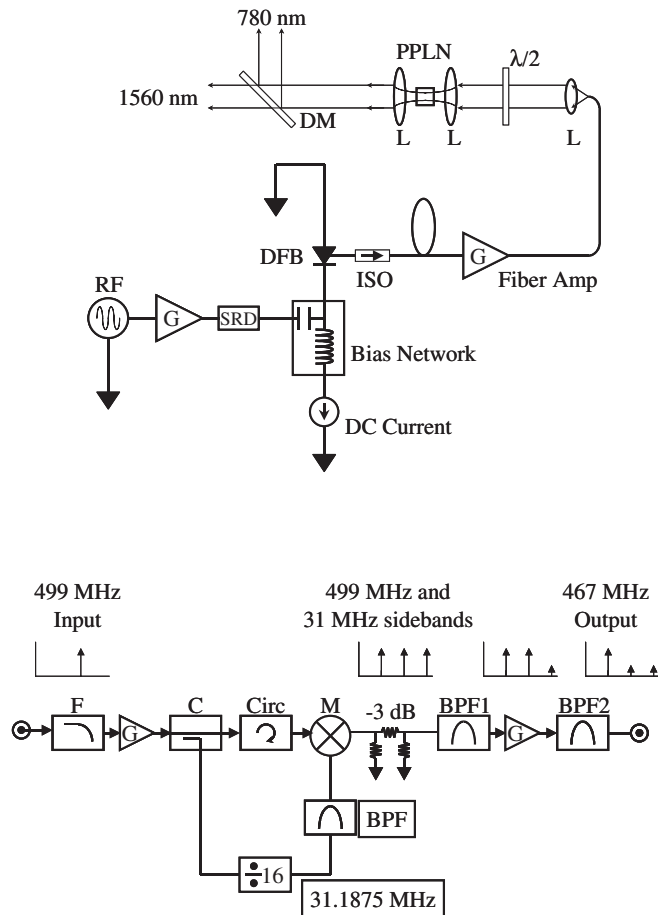 780 nm
PPLN
λ/2
1560 nm
DM
L
L
L
DFB
ISO
G
Fiber Amp
RF
G
SRD
Bias Network
DC Current
499 MHz
Input
499 MHz and
31 MHz sidebands
467 MHz
Output
F
G
C
Circ
M
-3 dB
BPF1
G
BPF2
BPF
÷16
31.1875 MHz